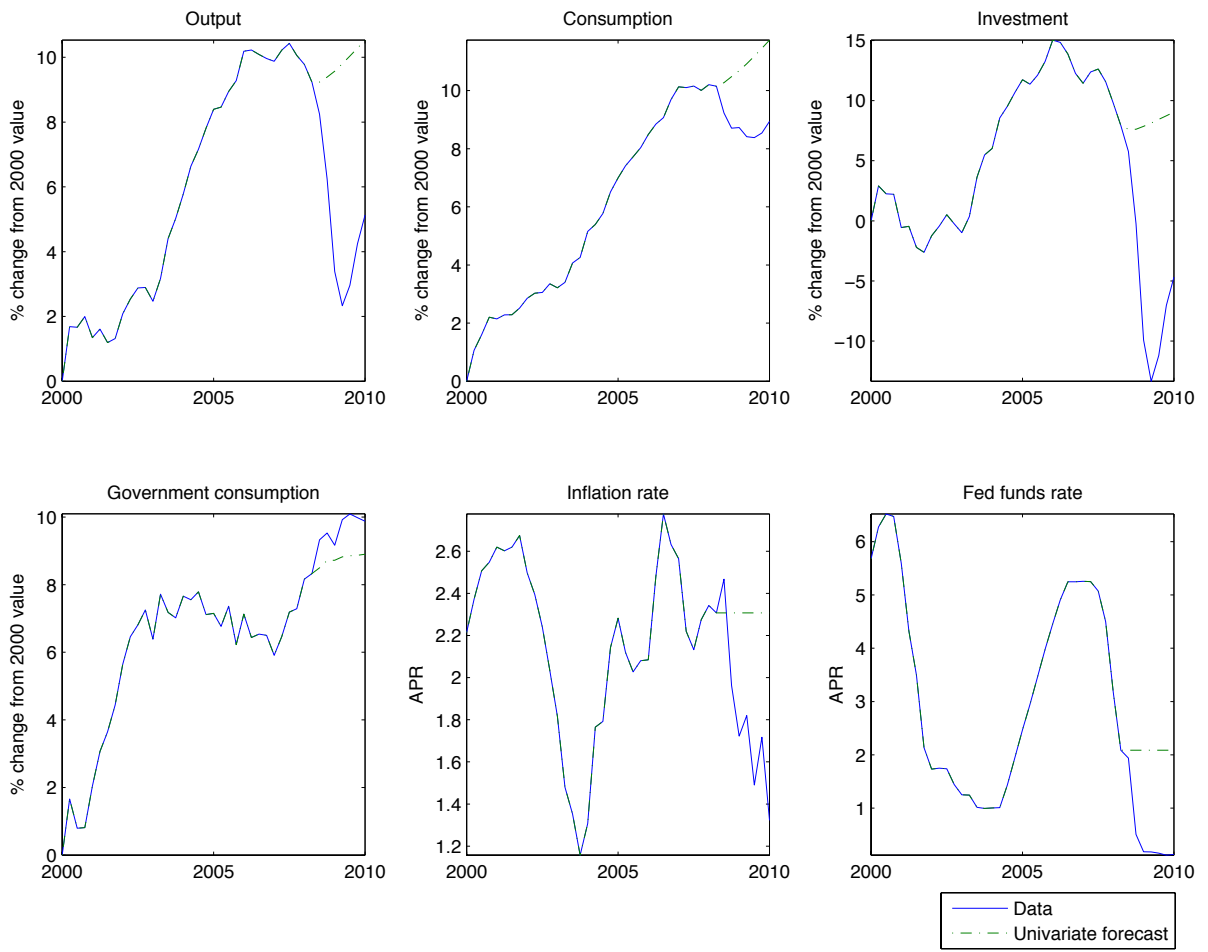 Output
% change from 2000 value
10
8
6
4
2
0
2000 2005 2010
Consumption
% change from 2000 value
10
8
6
4
2
0
2000 2005 2010
Investment
% change from 2000 value
15
10
5
0
−5
−10
2000 2005 2010
Government consumption
% change from 2000 value
10
8
6
4
2
0
2000 2005 2010
Inflation rate
APR
2.6
2.4
2.2
2
1.8
1.6
1.4
1.2
2000 2005 2010
Fed funds rate
APR
6
5
4
3
2
1
2000 2005 2010
Data
Univariate forecast